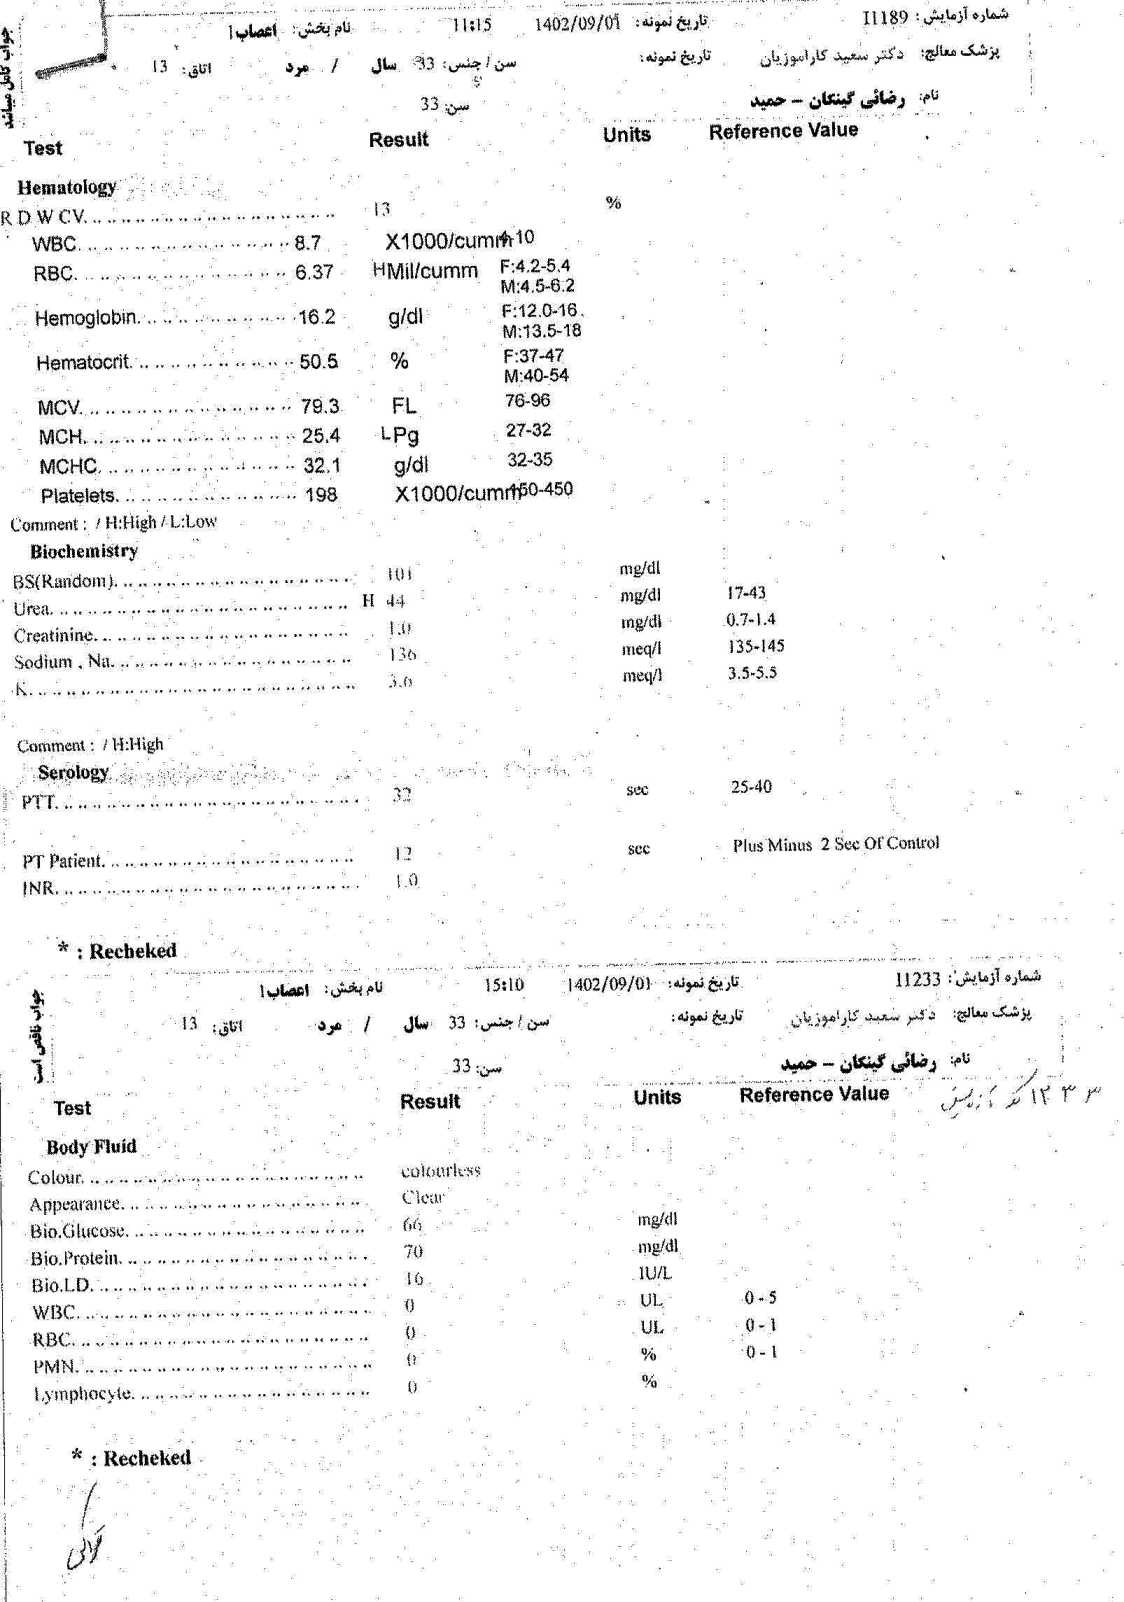 شماره آزمایش: 11189 تاریخ نمونه: 1402/09/01 11:15 نام بخش: اعصاب1
پزشک معالج: دکتر سعید کاراموزیان تاریخ نمونه: سن / جنس: 33 سال / مرد اتاق: 13
نام: رضائی گینکان - حمید سن: 33
جواب کامل میباشد
Test Result Units Reference Value
Hematology
R D W CV 13 %
WBC 8.7 X1000/cumm 4-10
RBC 6.37 H Mil/cumm F:4.2-5.4
M:4.5-6.2
Hemoglobin 16.2 g/dl F:12.0-16
M:13.5-18
Hematocrit 50.5 % F:37-47
M:40-54
MCV 79.3 FL 76-96
MCH 25.4 L Pg 27-32
MCHC 32.1 g/dl 32-35
Platelets 198 X1000/cumm 150-450
Comment : / H:High / L:Low
Biochemistry
BS(Random) 101 mg/dl
Urea H 44 mg/dl 17-43
Creatinine 1.0 mg/dl 0.7-1.4
Sodium , Na 136 meq/l 135-145
K 3.6 meq/l 3.5-5.5
Comment : / H:High
Serology
PTT 32 sec 25-40
PT Patient 12 sec Plus Minus 2 Sec Of Control
INR 1.0
* : Recheked
شماره آزمایش: 11233 تاریخ نمونه: 1402/09/01 15:10 نام بخش: اعصاب1
پزشک معالج: دکتر سعید کاراموزیان تاریخ نمونه: سن / جنس: 33 سال / مرد اتاق: 13
نام: رضائی گینکان - حمید سن: 33
جواب ناقص است
Test Result Units Reference Value
Body Fluid
Colour colourless
Appearance Clear
Bio.Glucose 66 mg/dl
Bio.Protein 70 mg/dl
Bio.LD 16 IU/L
WBC 0 UL 0 - 5
RBC 0 UL 0 - 1
PMN 0 % 0 - 1
Lymphocyte 0 %
* : Recheked